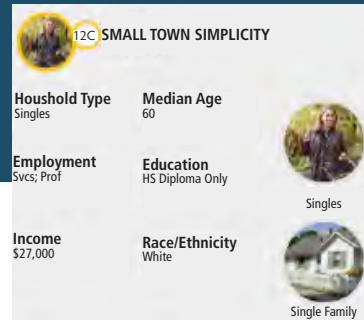 12C SMALL TOWN SIMPLICITY
Houshold Type
Singles
Median Age
60
Employment
Svcs; Prof
Education
HS Diploma Only
Singles
Income
$27,000
Race/Ethnicity
White
Single Family